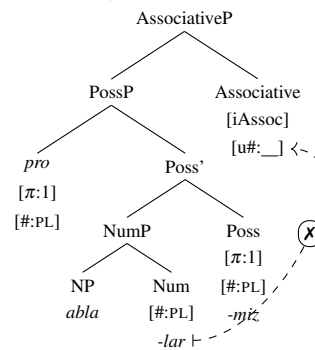 AssociativeP
PossP Associative
[iAssoc]
[u#:__]
pro Poss'
[π:1]
[#:PL]
NumP Poss
[π:1]
NP Num [#:PL]
abla [#:PL] -miz
-lar
✗